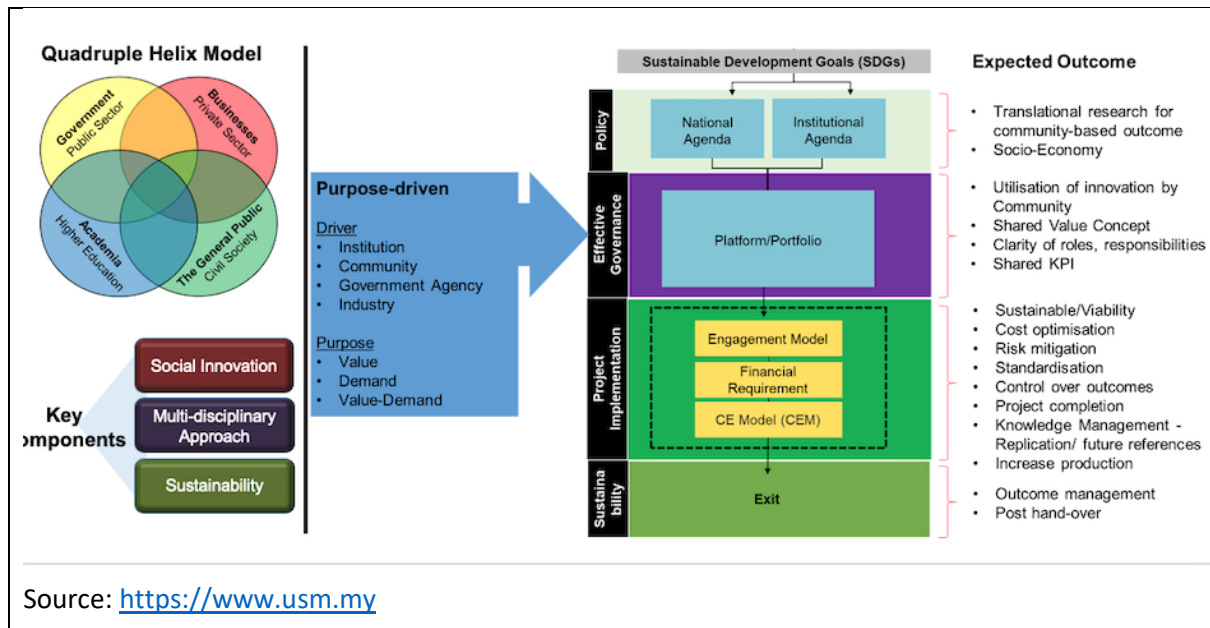 Quadruple Helix Model
Government
Public Sector
Businesses
Private Sector
Academia
Higher Education
The General Public
Civil Society
Key
omponents
Social Innovation
Multi-disciplinary
Approach
Sustainability
Purpose-driven
Driver
• Institution
• Community
• Government Agency
• Industry
Purpose
• Value
• Demand
• Value-Demand
Sustainable Development Goals (SDGs)
Policy
National
Agenda
Institutional
Agenda
Effective
Governance
Platform/Portfolio
Project
Implementation
Engagement Model
Financial
Requirement
CE Model (CEM)
Sustaina
bility
Exit
Expected Outcome
• Translational research for
community-based outcome
• Socio-Economy
• Utilisation of innovation by
Community
• Shared Value Concept
• Clarity of roles, responsibilities
• Shared KPI
• Sustainable/Viability
• Cost optimisation
• Risk mitigation
• Standardisation
• Control over outcomes
• Project completion
• Knowledge Management -
Replication/ future references
• Increase production
• Outcome management
• Post hand-over
Source: https://www.usm.my